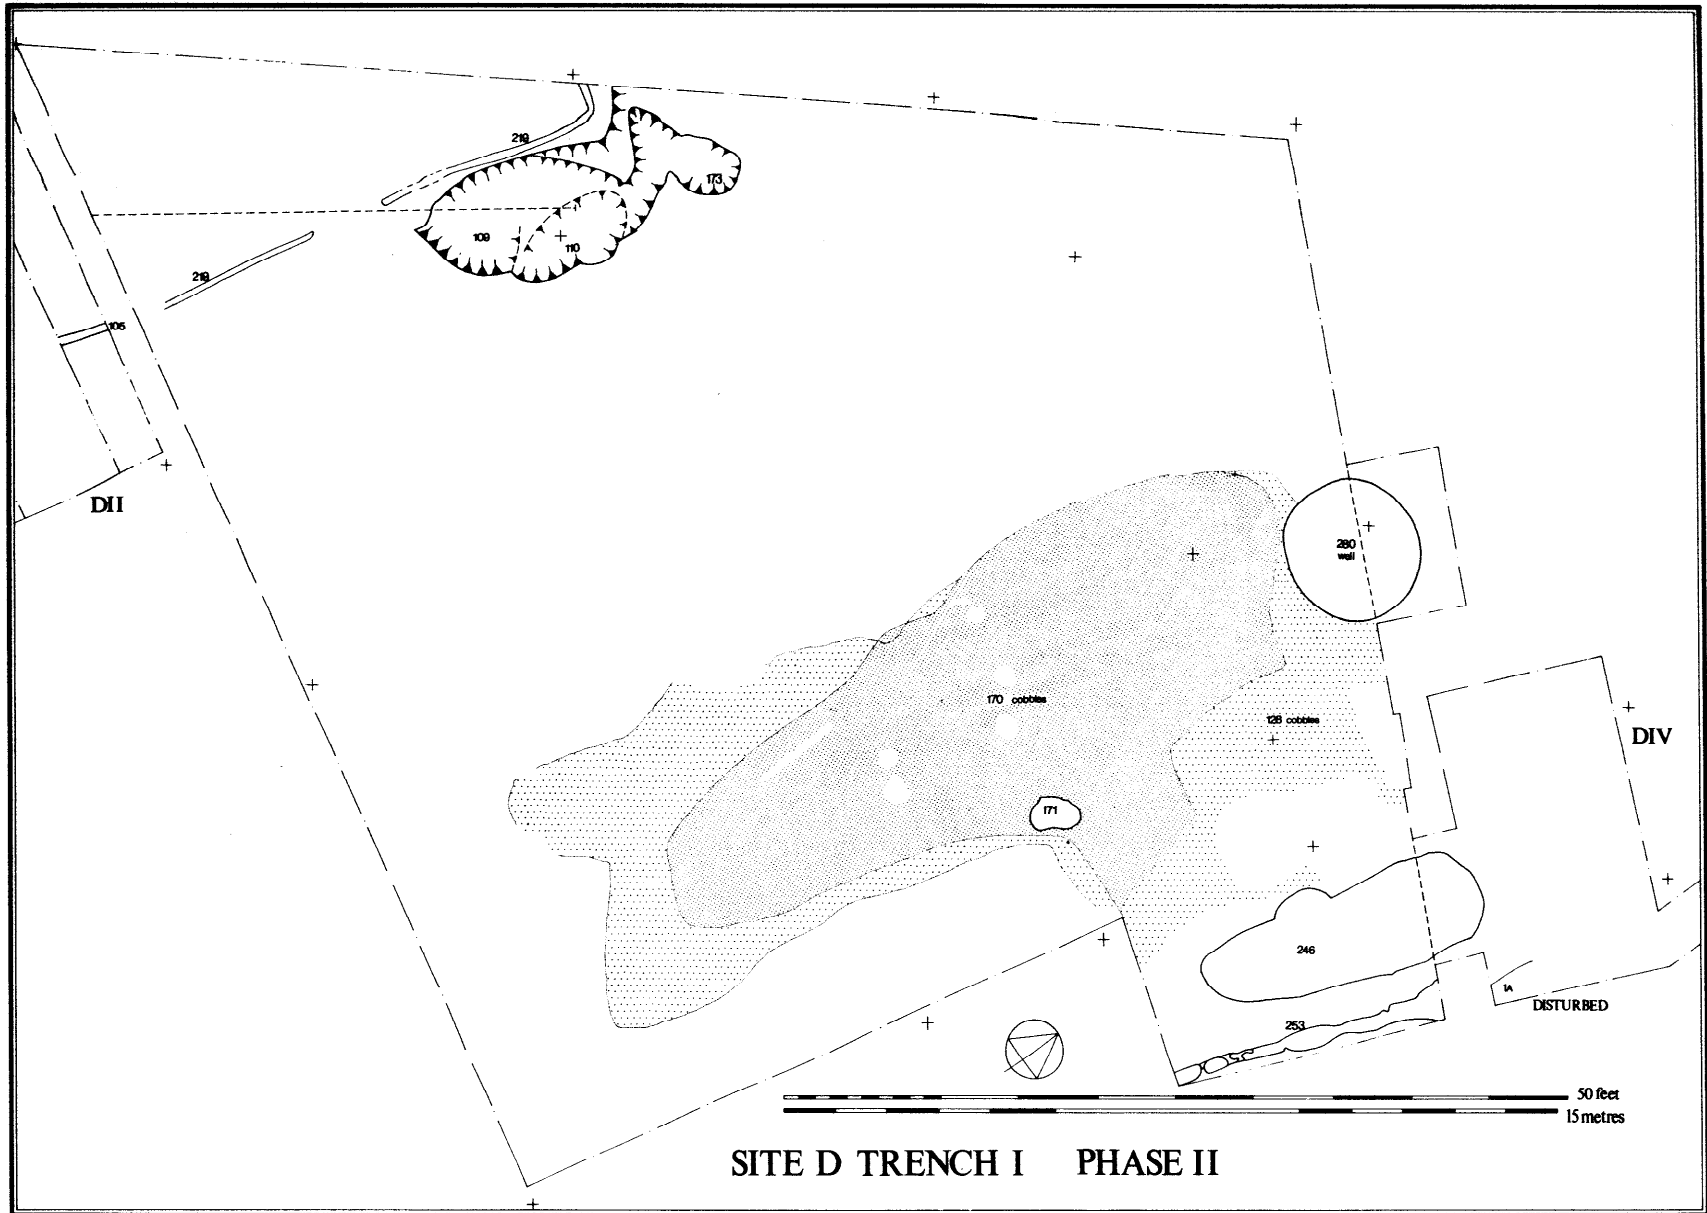 219
173
109
110
219
105
DII
280
well
170 cobbles
128 cobbles
DIV
171
246
1A
DISTURBED
253
50 feet
15 metres
SITE D TRENCH I PHASE II